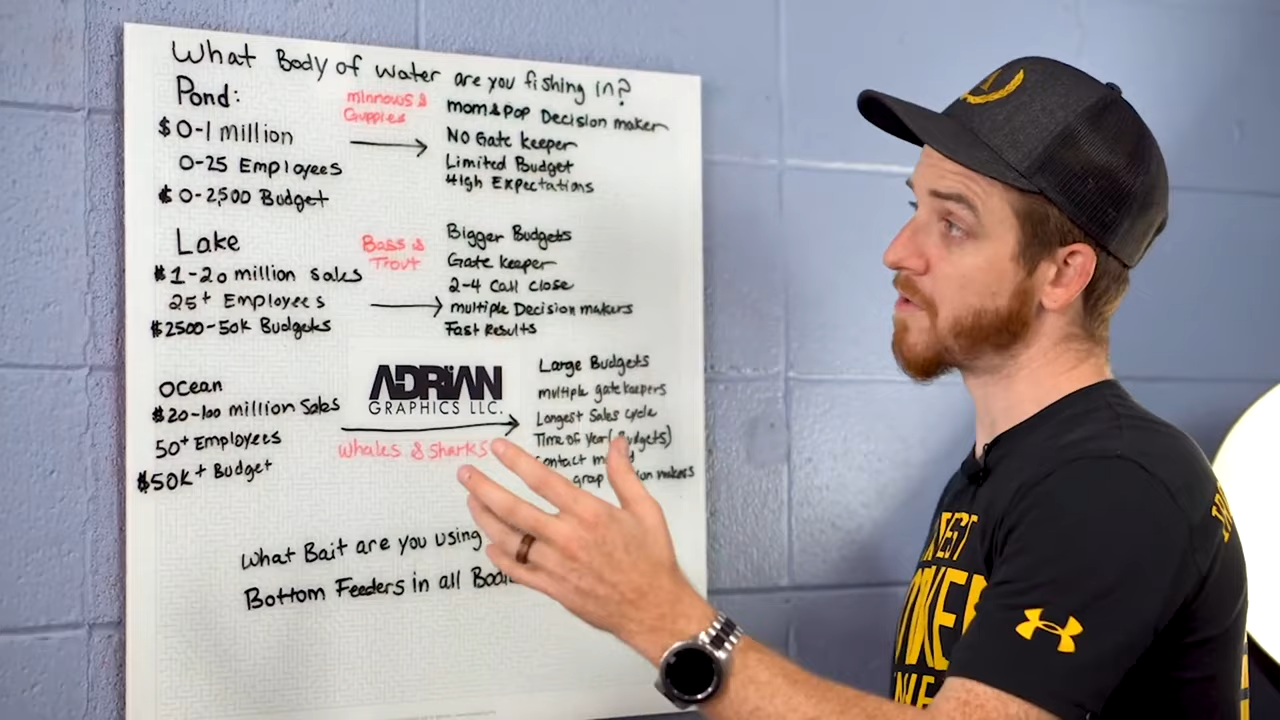 What Body of water are you fishing in?
Pond:
$0-1 million
0-25 Employees
$0-2,500 Budget
minnows &
Guppies
mom&pop Decision maker
No Gate keeper
Limited Budget
High Expectations
Lake
$1-20 million sales
25+ Employees
$2500-50k Budgets
Bass &
Trout
Bigger Budgets
Gate keeper
2-4 Call close
multiple Decision makers
Fast Results
Ocean
$20-100 million Sales
50+ Employees
$50k+ Budget
ADRIAN
GRAPHICS LLC.
Whales & Sharks
Large Budgets
multiple gatekeepers
Longest Sales cycle
Time of year
makers
What Bait are you using
Bottom Feeders in all